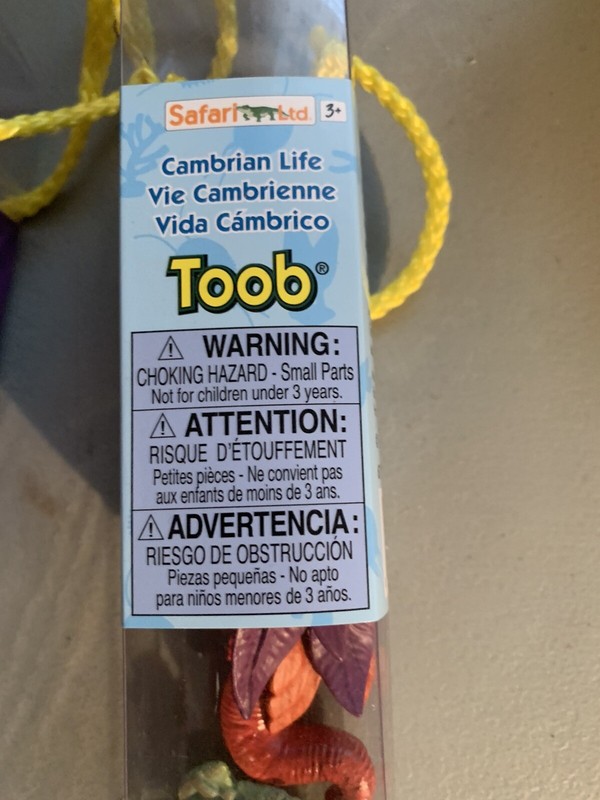 Safari Ltd. 3+
Cambrian Life
Vie Cambrienne
Vida Cámbrico
Toob®
⚠ WARNING:
CHOKING HAZARD - Small Parts
Not for children under 3 years.
⚠ ATTENTION:
RISQUE D'ÉTOUFFEMENT
Petites pièces - Ne convient pas
aux enfants de moins de 3 ans.
⚠ ADVERTENCIA:
RIESGO DE OBSTRUCCIÓN
Piezas pequeñas - No apto
para niños menores de 3 años.